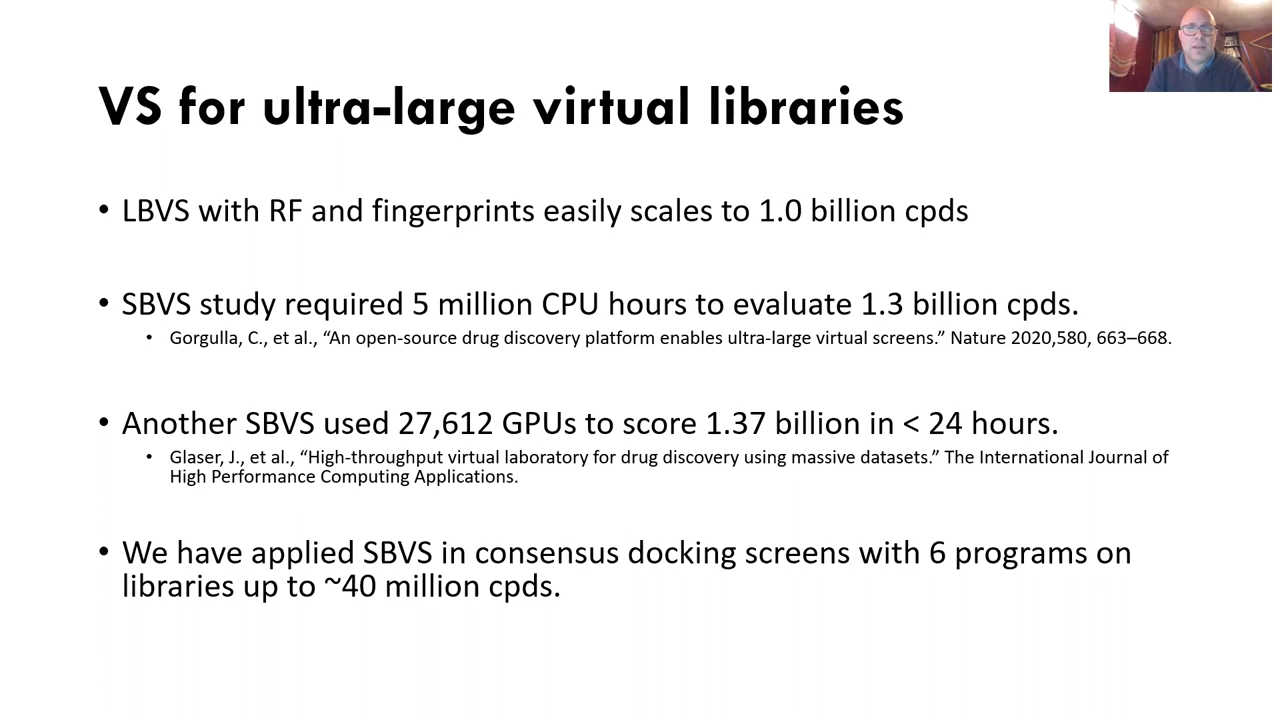 VS for ultra-large virtual libraries
• LBVS with RF and fingerprints easily scales to 1.0 billion cpds
• SBVS study required 5 million CPU hours to evaluate 1.3 billion cpds.
• Gorgulla, C., et al., “An open-source drug discovery platform enables ultra-large virtual screens.” Nature 2020,580, 663–668.
• Another SBVS used 27,612 GPUs to score 1.37 billion in < 24 hours.
• Glaser, J., et al., “High-throughput virtual laboratory for drug discovery using massive datasets.” The International Journal of
High Performance Computing Applications.
• We have applied SBVS in consensus docking screens with 6 programs on
libraries up to ~40 million cpds.